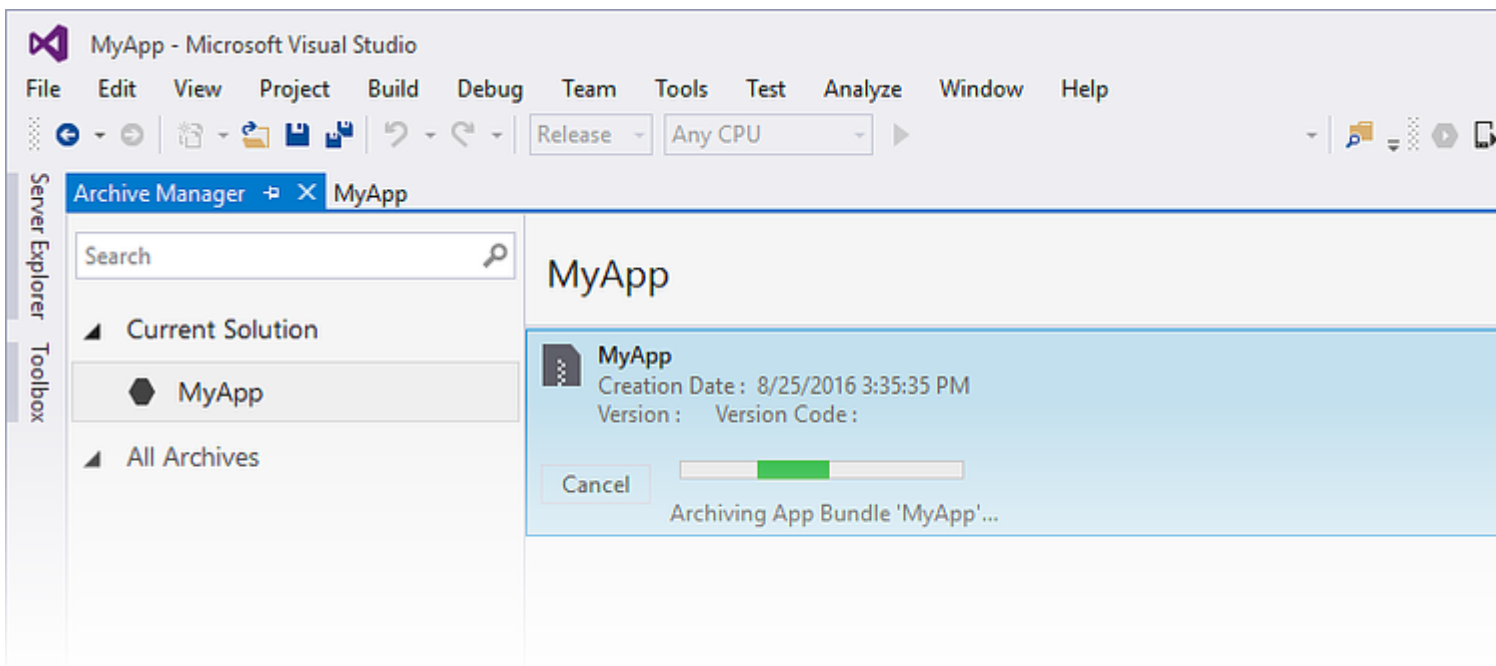 MyApp - Microsoft Visual Studio
File Edit View Project Build Debug Team Tools Test Analyze Window Help
Release Any CPU
Server Explorer
Toolbox
Archive Manager MyApp
Search
Current Solution
MyApp
All Archives
MyApp
MyApp
Creation Date : 8/25/2016 3:35:35 PM
Version : Version Code :
Cancel
Archiving App Bundle 'MyApp'...